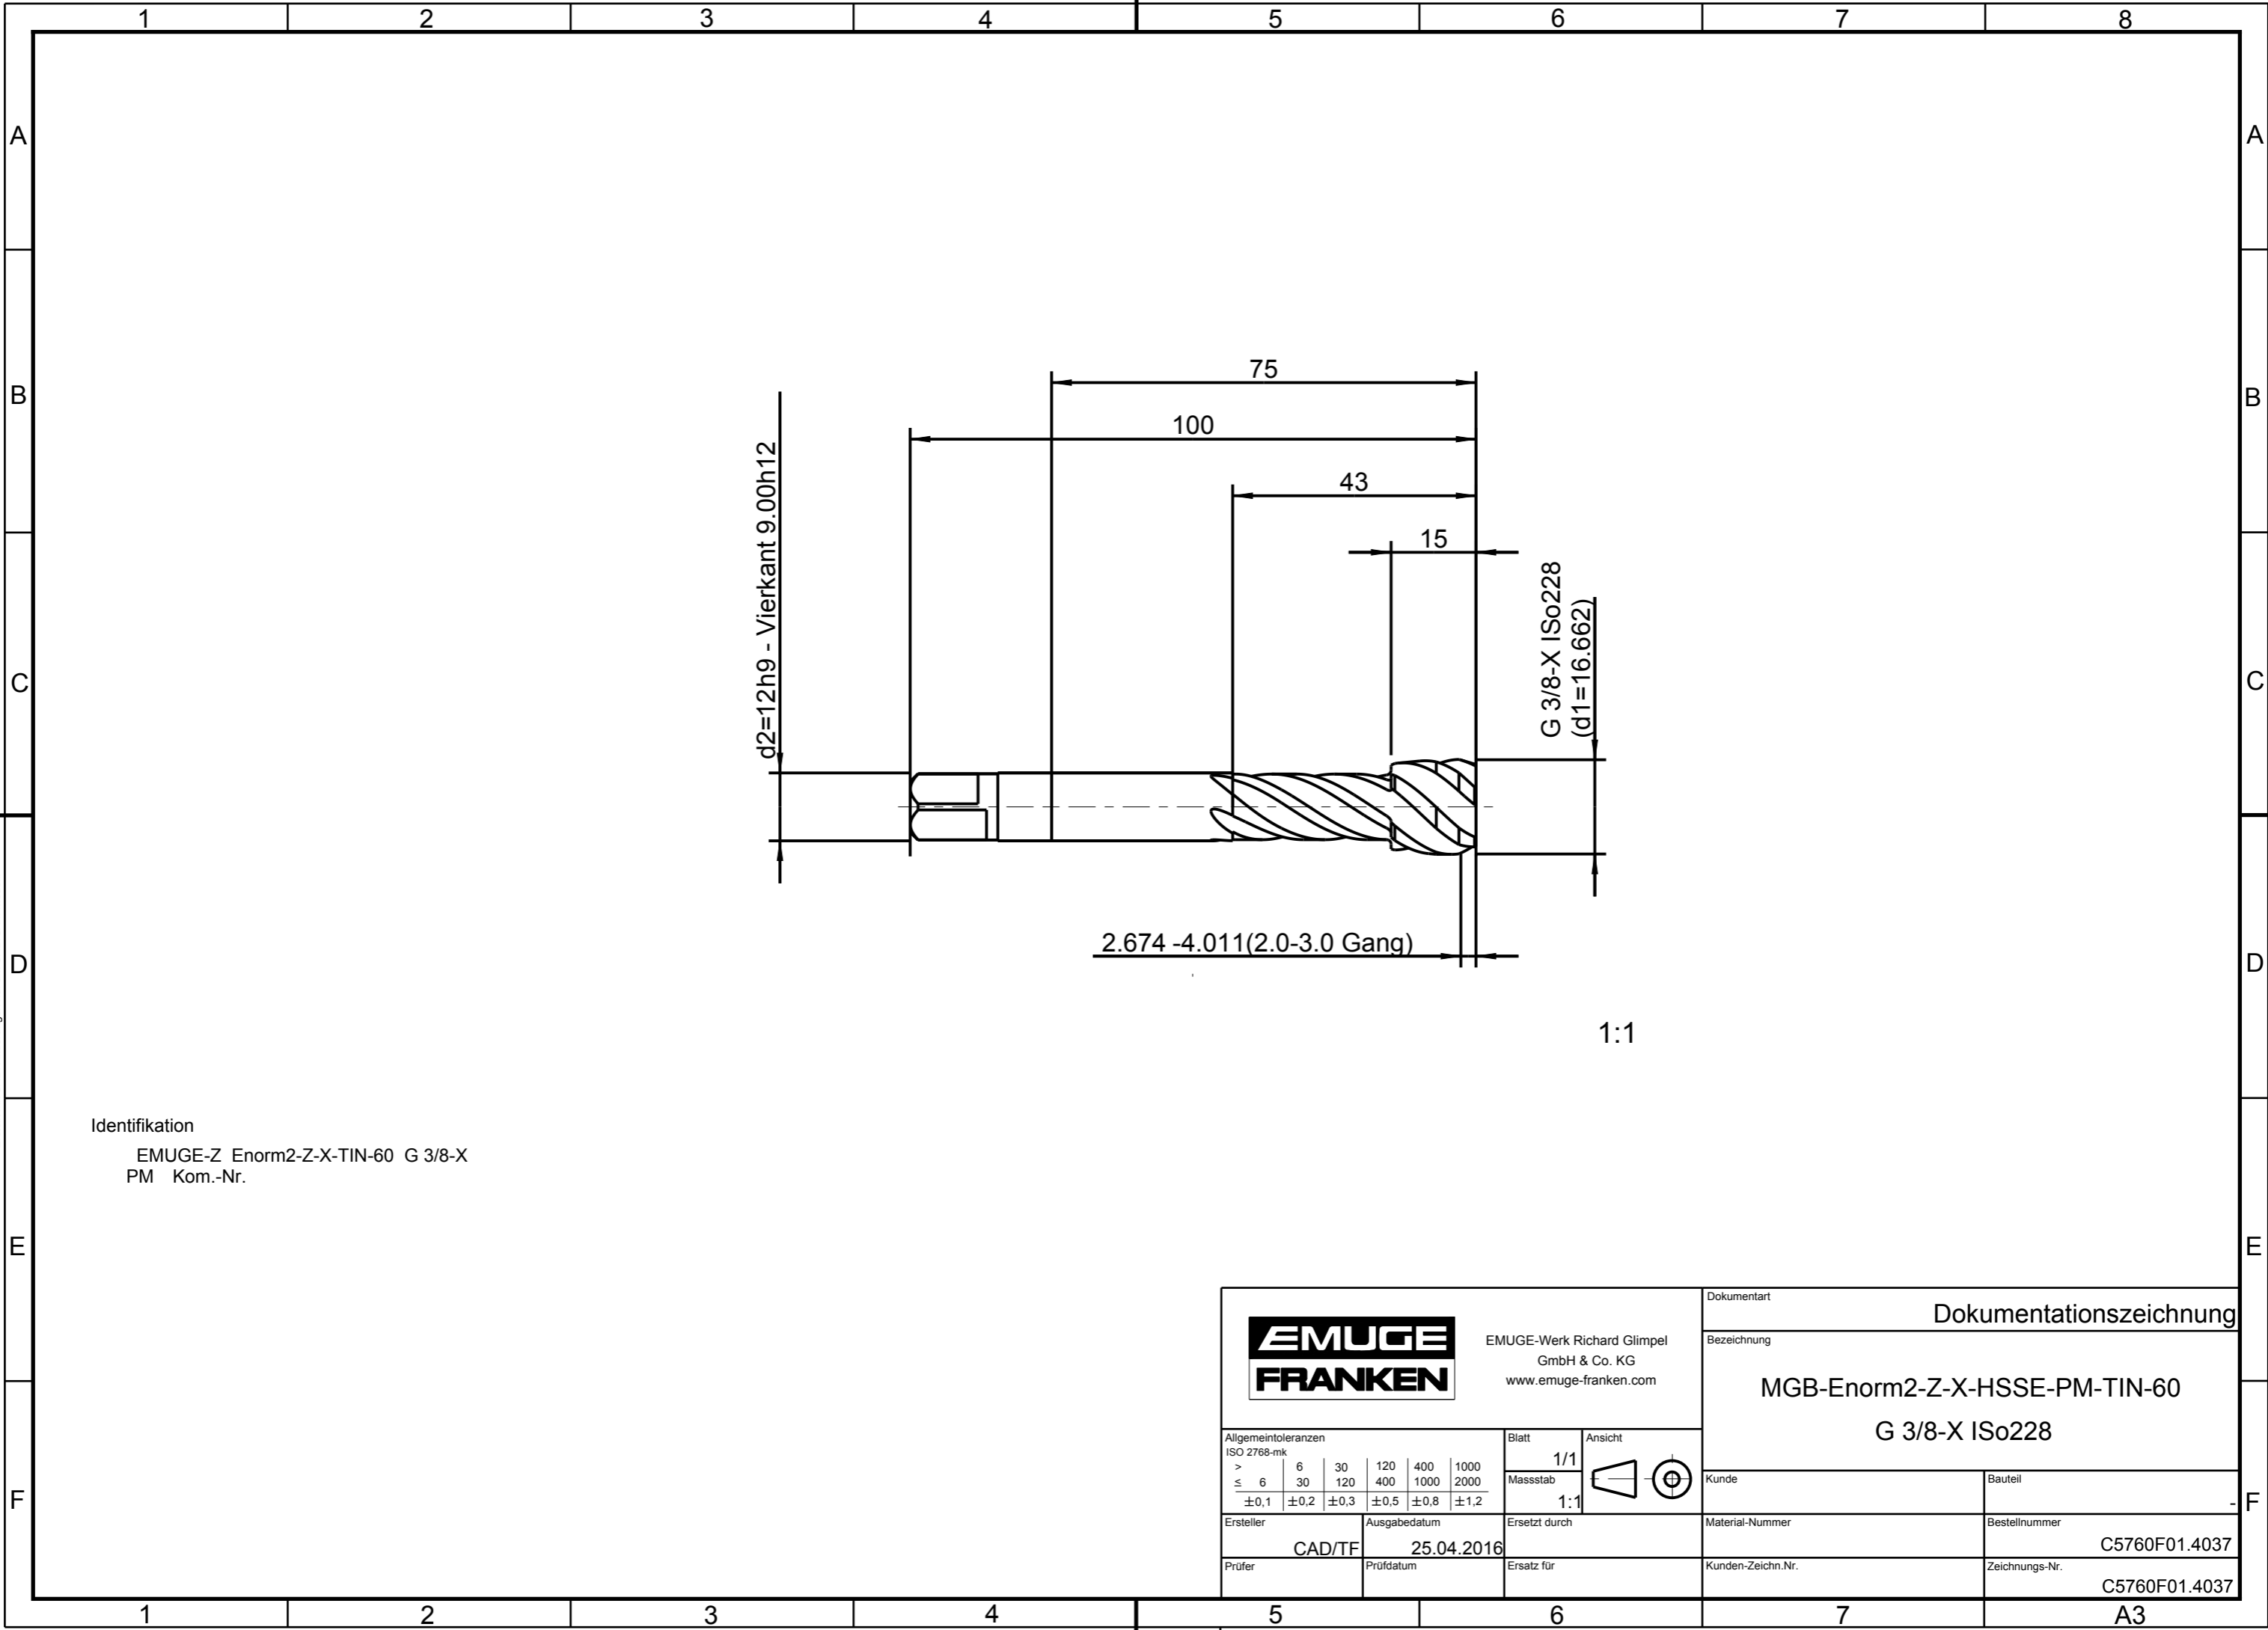 1 2 3 4 5 6 7 8
A A
B B
C C
D D
E E
F F
75
100
43
15
d2=12h9 - Vierkant 9.00h12
G 3/8-X ISo228
(d1=16.662)
2.674 -4.011(2.0-3.0 Gang)
1:1
Identifikation
EMUGE-Z Enorm2-Z-X-TIN-60 G 3/8-X
PM Kom.-Nr.
EMUGE
FRANKEN
EMUGE-Werk Richard Glimpel
GmbH & Co. KG
www.emuge-franken.com
Dokumentart
Dokumentationszeichnung
Bezeichnung
MGB-Enorm2-Z-X-HSSE-PM-TIN-60
G 3/8-X ISo228
Allgemeintoleranzen
ISO 2768-mk
> 6 30 120 400 1000
≤ 6 30 120 400 1000 2000
±0,1 ±0,2 ±0,3 ±0,5 ±0,8 ±1,2
Blatt
1/1
Ansicht
Massstab
1:1
Kunde
Bauteil
-
Ersteller
CAD/TF
Ausgabedatum
25.04.2016
Ersetzt durch
Material-Nummer
Bestellnummer
C5760F01.4037
Prüfer
Prüfdatum
Ersatz für
Kunden-Zeichn.Nr.
Zeichnungs-Nr.
C5760F01.4037
1 2 3 4 5 6 7 A3